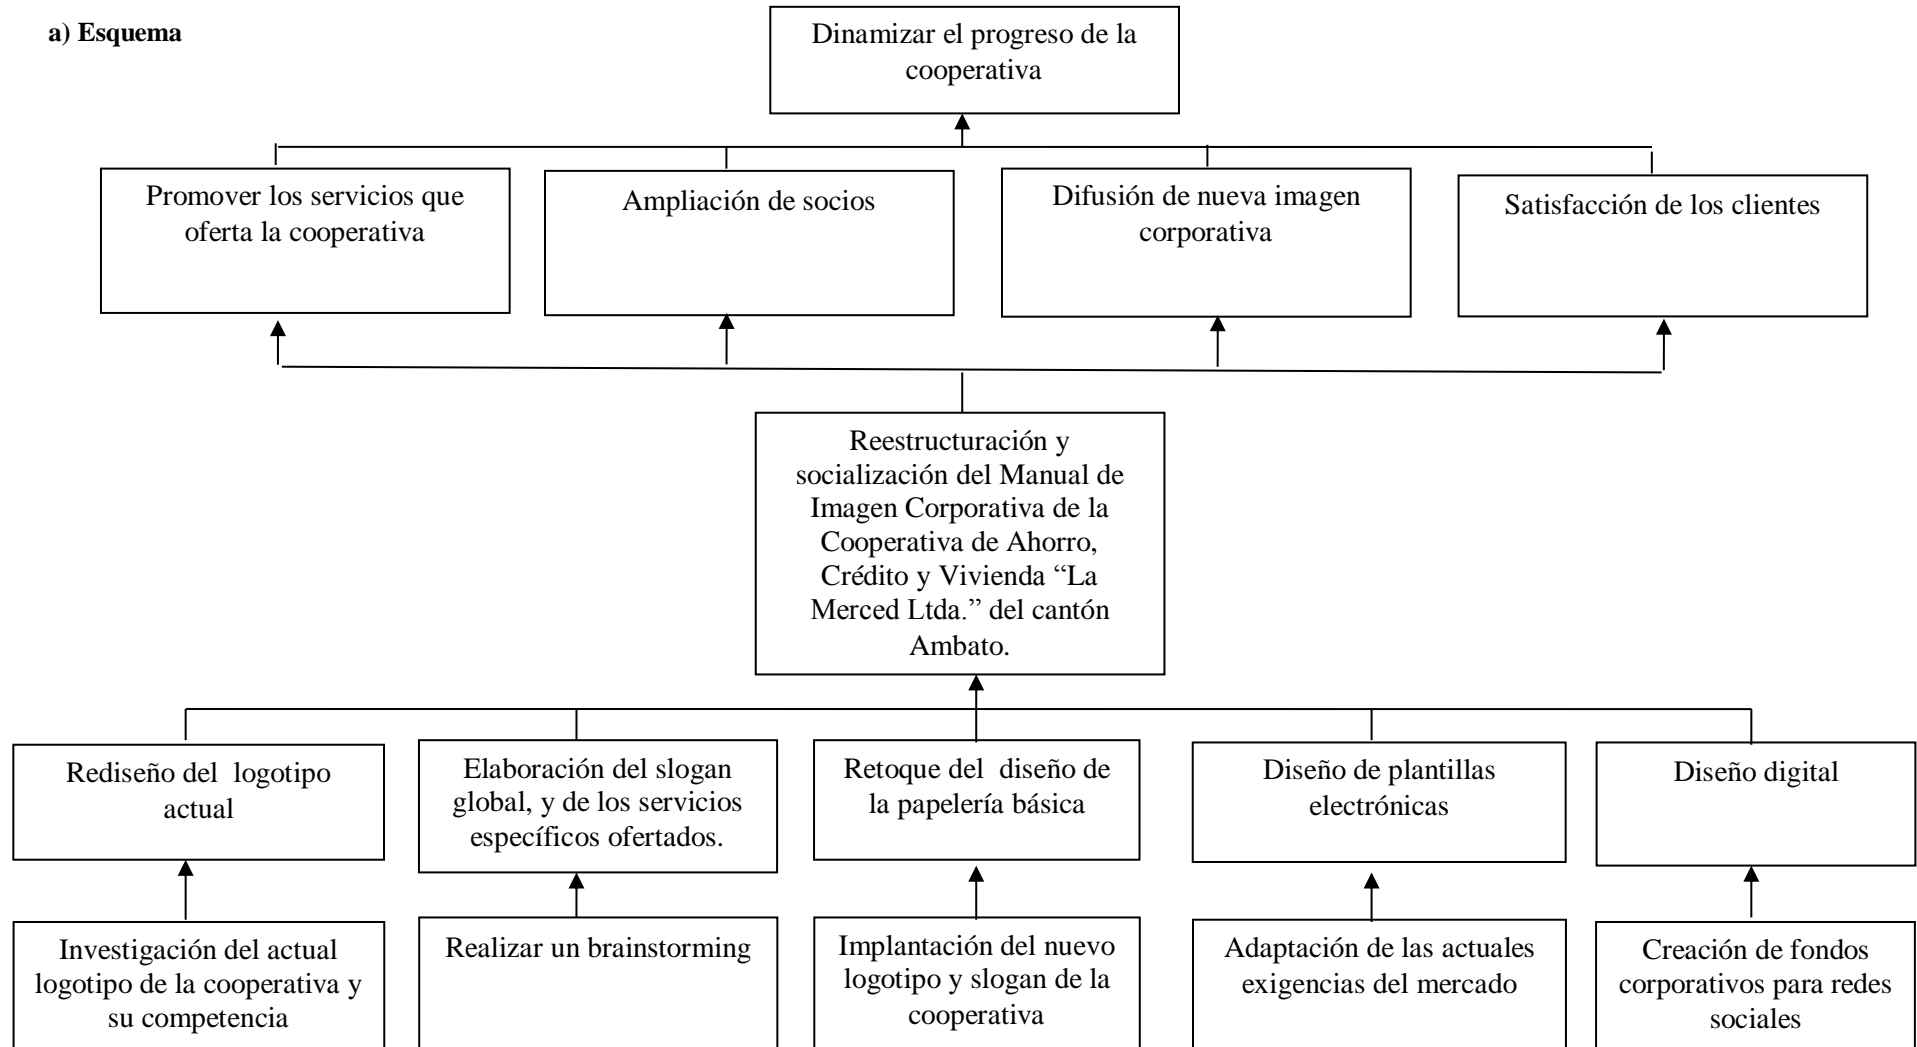 a) Esquema
Dinamizar el progreso de la
cooperativa
Promover los servicios que
oferta la cooperativa
Ampliación de socios
Difusión de nueva imagen
corporativa
Satisfacción de los clientes
Reestructuración y
socialización del Manual de
Imagen Corporativa de la
Cooperativa de Ahorro,
Crédito y Vivienda “La
Merced Ltda.” del cantón
Ambato.
Rediseño del  logotipo
actual
Elaboración del slogan
global, y de los servicios
específicos ofertados.
Retoque del  diseño de
la papelería básica
Diseño de plantillas
electrónicas
Diseño digital
Investigación del actual
logotipo de la cooperativa y
su competencia
Realizar un brainstorming
Implantación del nuevo
logotipo y slogan de la
cooperativa
Adaptación de las actuales
exigencias del mercado
Creación de fondos
corporativos para redes
sociales